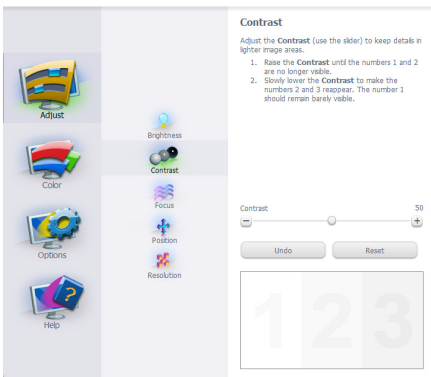 Adjust
Color
Options
Help
Brightness
Contrast
Focus
Position
Resolution
Contrast
Adjust the Contrast (use the slider) to keep details in
lighter image areas.
1. Raise the Contrast until the numbers 1 and 2
are no longer visible.
2. Slowly lower the Contrast to make the
numbers 2 and 3 reappear. The number 1
should remain barely visible.
Contrast 50
Undo Reset
1 2 3